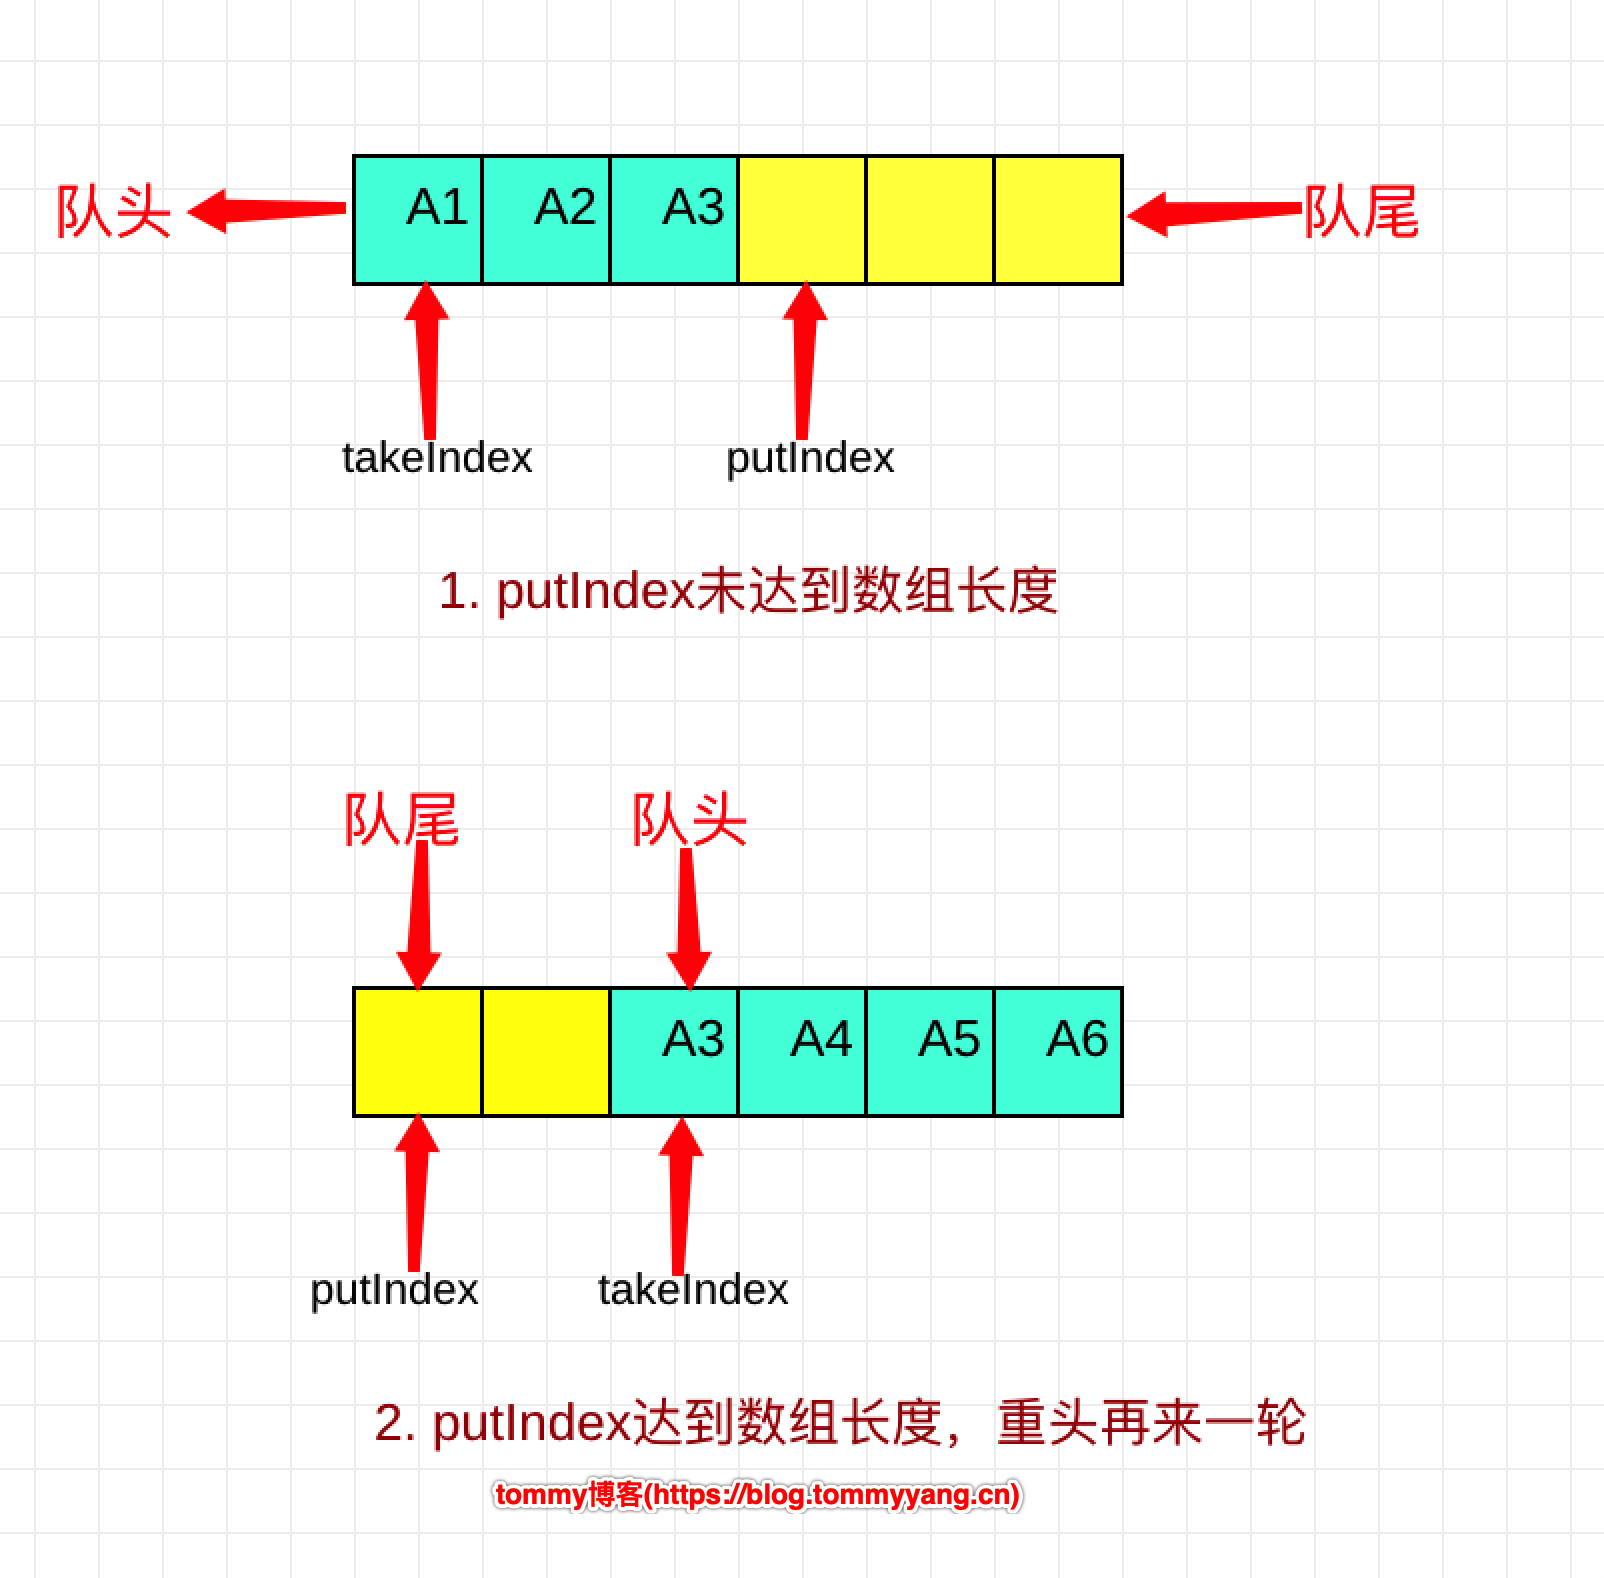 队头
A1
A2
A3
队尾
takeIndex
putIndex
1. putIndex未达到数组长度
队尾
队头
A3
A4
A5
A6
putIndex
takeIndex
2. putIndex达到数组长度，重头再来一轮
tommy博客(https://blog.tommyyang.cn)